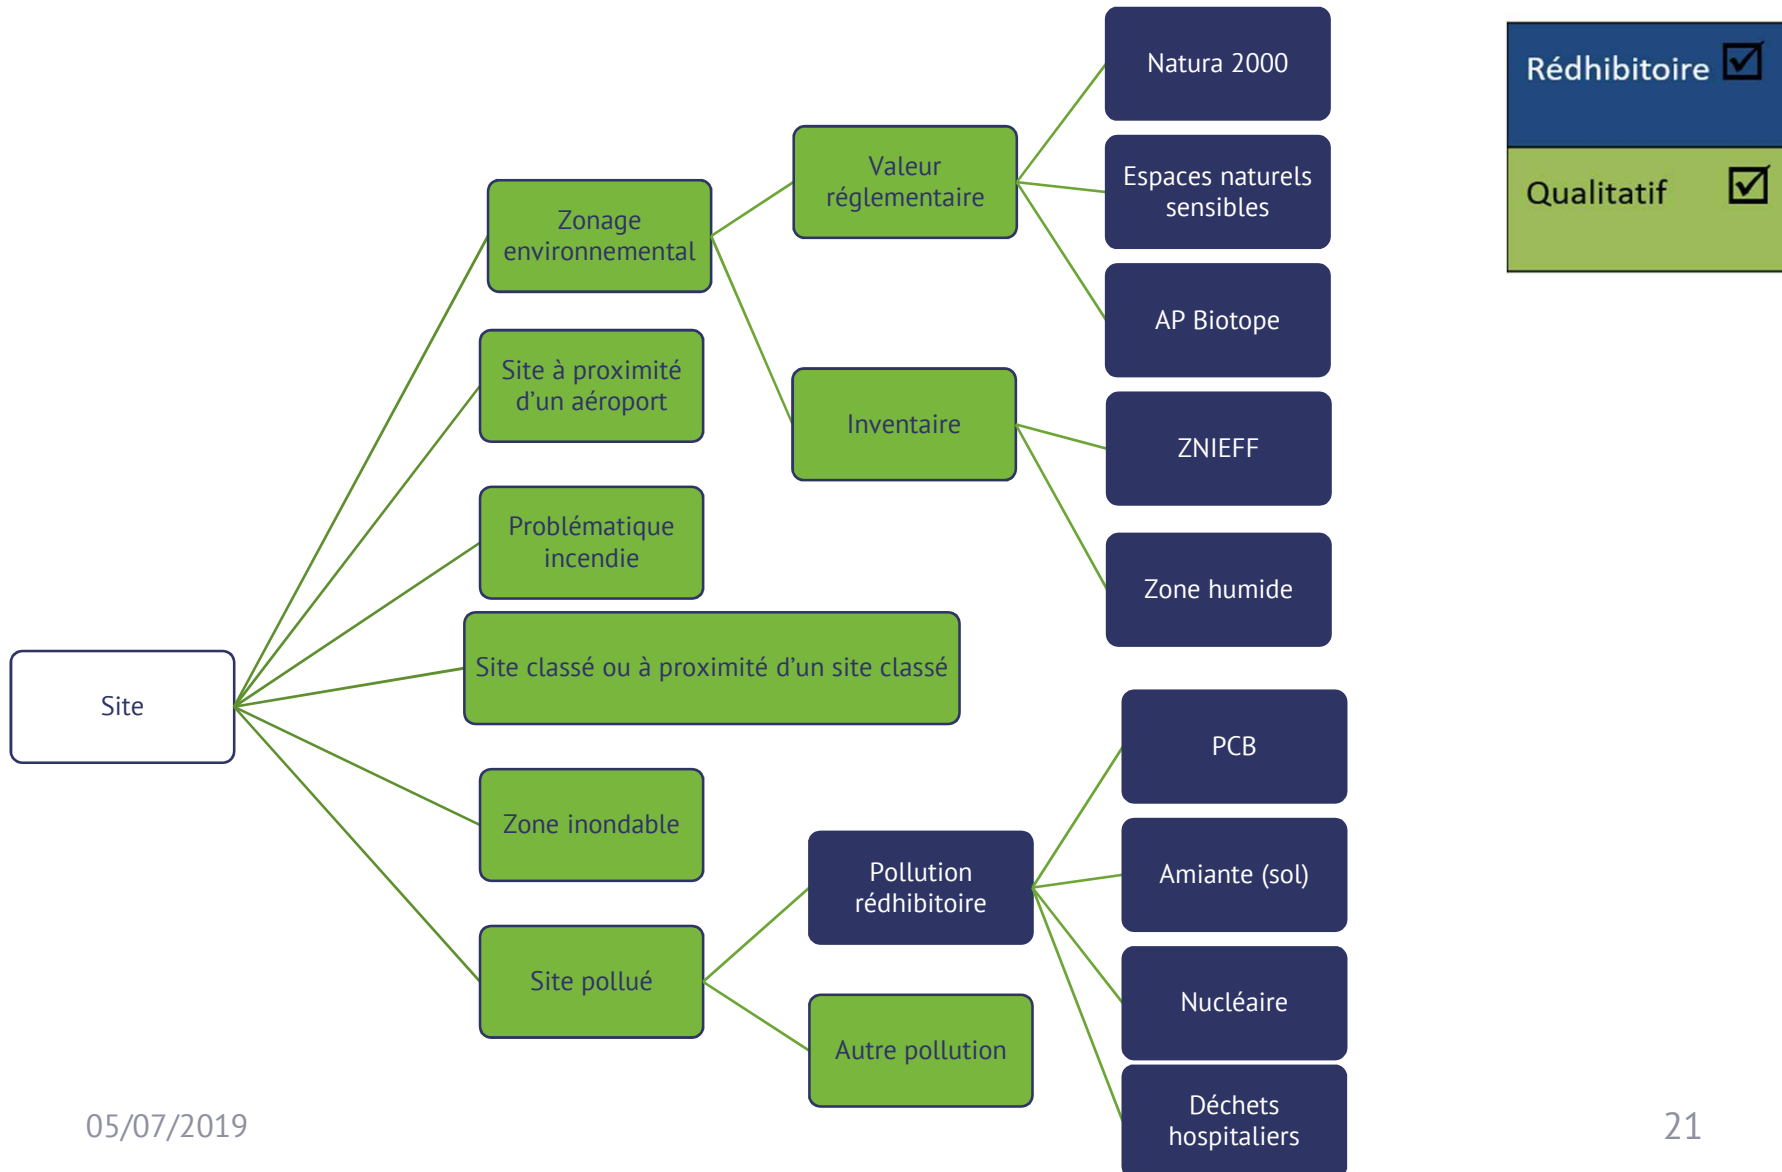 Site
Zonage
environnemental
Valeur
réglementaire
Natura 2000
Espaces naturels
sensibles
AP Biotope
Inventaire
ZNIEFF
Zone humide
Site à proximité
d’un aéroport
Problématique
incendie
Site classé ou à proximité d’un site classé
Zone inondable
Site pollué
Pollution
rédhibitoire
PCB
Amiante (sol)
Nucléaire
Déchets
hospitaliers
Autre pollution
Rédhibitoire ☑
Qualitatif ☑
05/07/2019
21